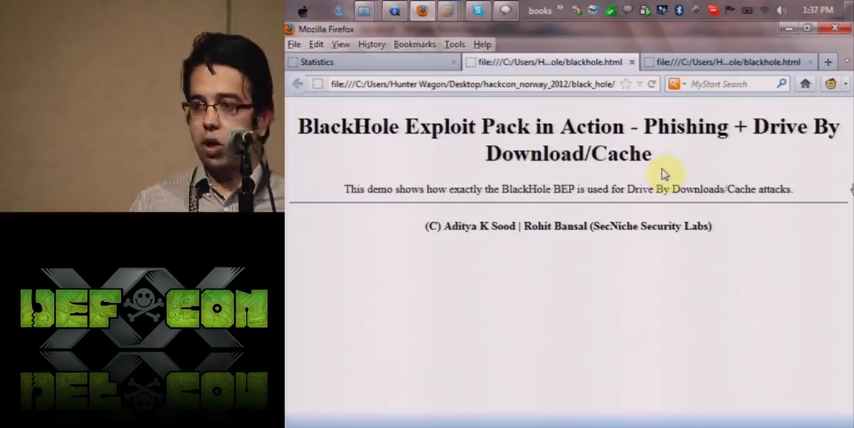 books
1:37 PM
Mozilla Firefox
File Edit View History Bookmarks Tools Help
Statistics
file:///C:/Users/H...ole/blackhole.html
file:///C:/Users/H...ole/blackhole.html
file:///C:/Users/Hunter Wagon/Desktop/hackcon_norway_2012/black_hole/
MyStart Search
BlackHole Exploit Pack in Action - Phishing + Drive By
Download/Cache
This demo shows how exactly the BlackHole BEP is used for Drive By Downloads/Cache attacks.
(C) Aditya K Sood | Rohit Bansal (SecNiche Security Labs)
XX
DEF CON